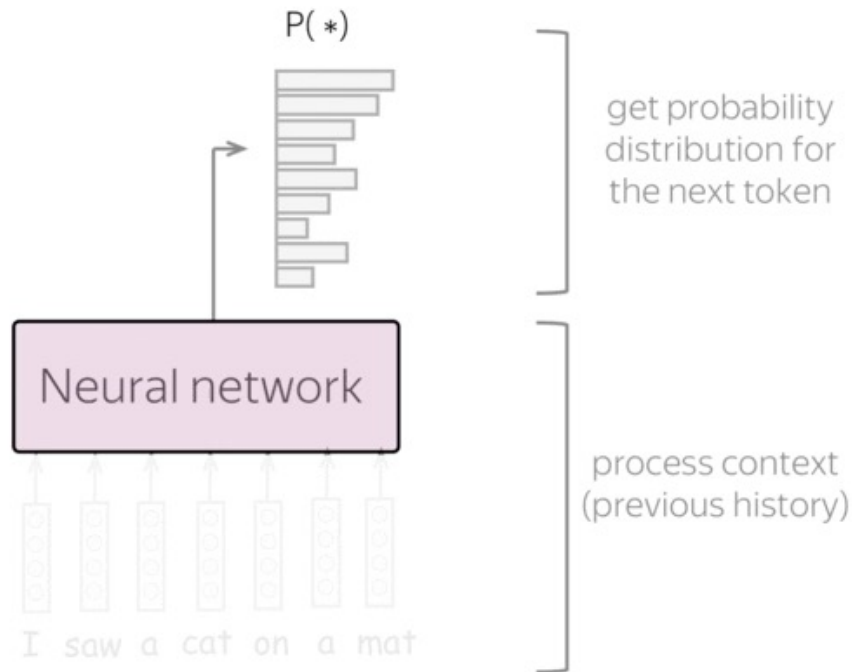 P( * )
get probability
distribution for
the next token
Neural network
process context
(previous history)
I saw a cat on a mat